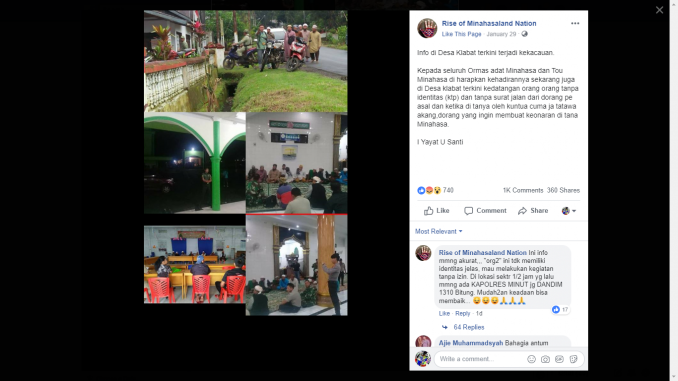 Rise of Minahasaland Nation
Like This Page · January 29 ·
Info di Desa Klabat terkini terjadi kekacauan.
Kepada seluruh Ormas adat Minahasa dan Tou
Minahasa di harapkan kehadirannya sekarang juga
di Desa klabat terkini kedatangan orang orang tanpa
identitas (ktp) dan tanpa surat jalan dari dorang pe
asal dan ketika di tanya oleh kuntua cuma ja tatawa
akang,dorang yang ingin membuat keonaran di tana
Minahasa.
I Yayat U Santi
740
1K Comments 360 Shares
Like Comment Share
Most Relevant
Rise of Minahasaland Nation Ini info
mmng akurat,,, "org2" ini tdk memiliki
identitas jelas, mau melakukan kegiatan
tanpa izin. Di lokasi sektr 1/2 jam yg lalu
mmng ada KAPOLRES MINUT jg DANDIM
1310 Bitung. Mudah2an keadaan bisa
membaik... 😔😔😔🙏🙏🙏
17
Like · Reply · 1d
64 Replies
Ajie Muhammadsyah Bahagia antum
Write a comment...